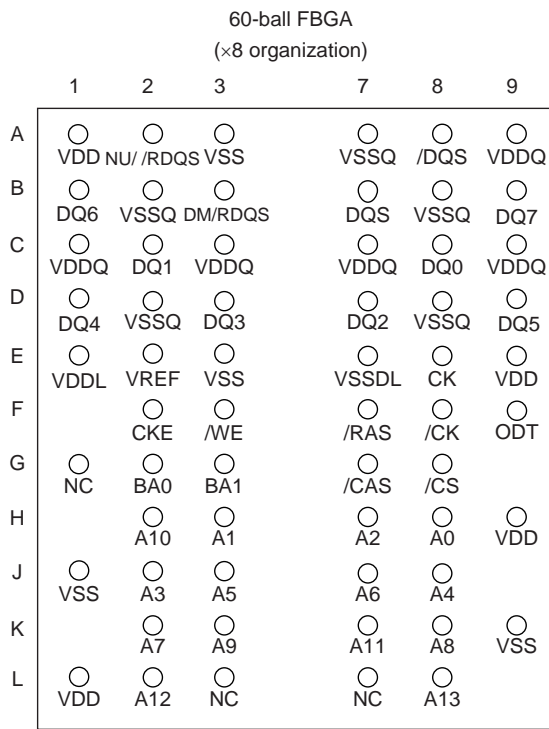 60-ball FBGA
(×8 organization)
1 2 3 7 8 9
A
VDD NU/ /RDQS VSS VSSQ /DQS VDDQ
B
DQ6 VSSQ DM/RDQS DQS VSSQ DQ7
C
VDDQ DQ1 VDDQ VDDQ DQ0 VDDQ
D
DQ4 VSSQ DQ3 DQ2 VSSQ DQ5
E
VDDL VREF VSS VSSDL CK VDD
F
CKE /WE /RAS /CK ODT
G
NC BA0 BA1 /CAS /CS
H
A10 A1 A2 A0 VDD
J
VSS A3 A5 A6 A4
K
A7 A9 A11 A8 VSS
L
VDD A12 NC NC A13